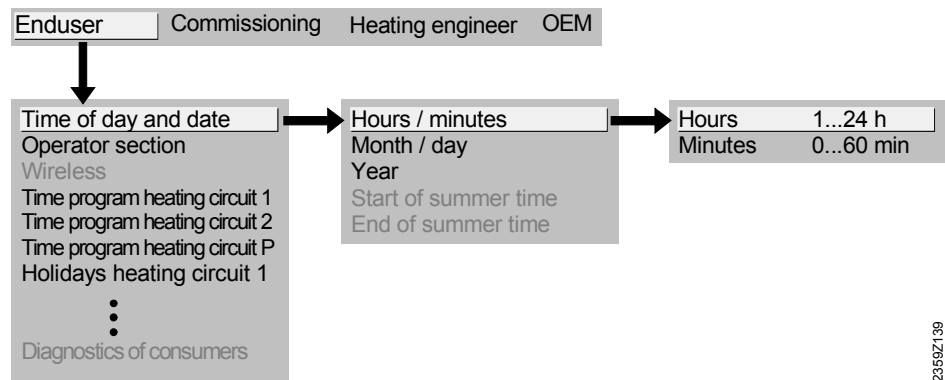 Enduser Commissioning Heating engineer OEM
Time of day and date
Operator section
Wireless
Time program heating circuit 1
Time program heating circuit 2
Time program heating circuit P
Holidays heating circuit 1
Diagnostics of consumers
Hours / minutes
Month / day
Year
Start of summer time
End of summer time
Hours 1...24 h
Minutes 0...60 min
2359Z139